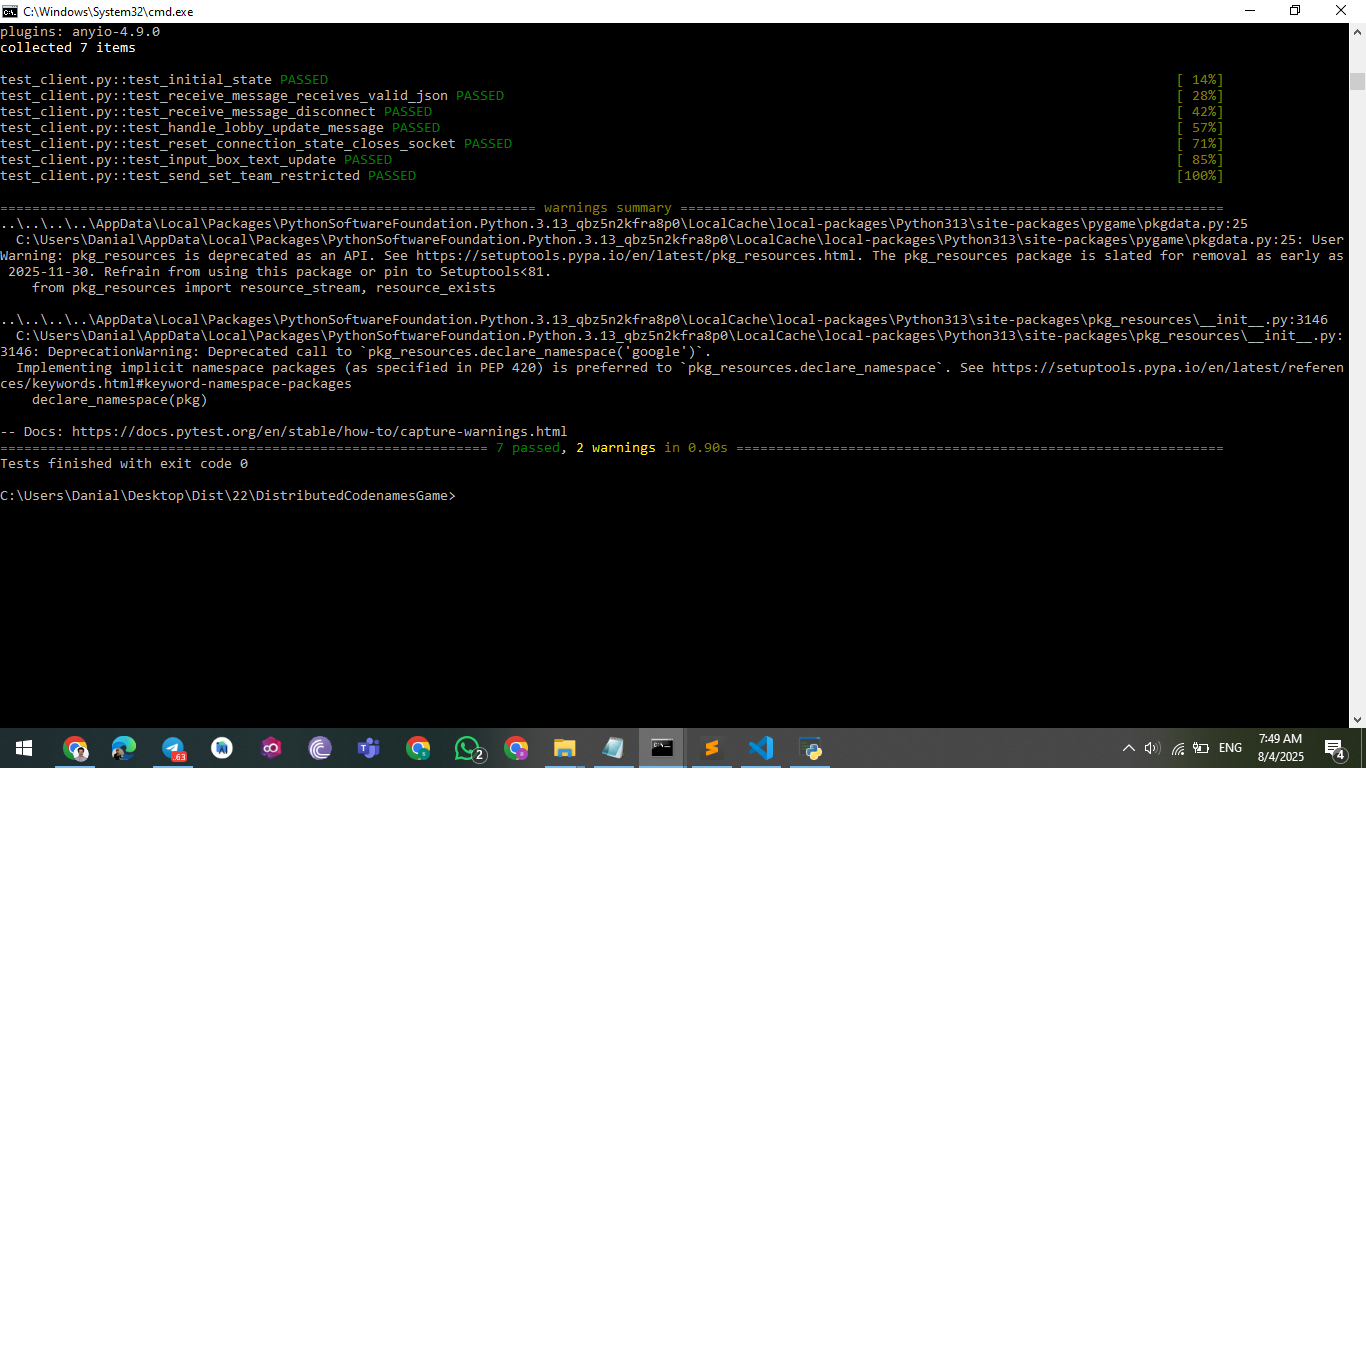 C:\Windows\System32\cmd.exe
plugins: anyio-4.9.0
collected 7 items
test_client.py::test_initial_state PASSED [ 14%]
test_client.py::test_receive_message_receives_valid_json PASSED [ 28%]
test_client.py::test_receive_message_disconnect PASSED [ 42%]
test_client.py::test_handle_lobby_update_message PASSED [ 57%]
test_client.py::test_reset_connection_state_closes_socket PASSED [ 71%]
test_client.py::test_input_box_text_update PASSED [ 85%]
test_client.py::test_send_set_team_restricted PASSED [100%]
=================================================================== warnings summary ====================================================================
..\..\..\..\AppData\Local\Packages\PythonSoftwareFoundation.Python.3.13_qbz5n2kfra8p0\LocalCache\local-packages\Python313\site-packages\pygame\pkgdata.py:25
C:\Users\Danial\AppData\Local\Packages\PythonSoftwareFoundation.Python.3.13_qbz5n2kfra8p0\LocalCache\local-packages\Python313\site-packages\pygame\pkgdata.py:25: User
Warning: pkg_resources is deprecated as an API. See https://setuptools.pypa.io/en/latest/pkg_resources.html. The pkg_resources package is slated for removal as early as
2025-11-30. Refrain from using this package or pin to Setuptools<81.
from pkg_resources import resource_stream, resource_exists
..\..\..\..\AppData\Local\Packages\PythonSoftwareFoundation.Python.3.13_qbz5n2kfra8p0\LocalCache\local-packages\Python313\site-packages\pkg_resources\__init__.py:3146
C:\Users\Danial\AppData\Local\Packages\PythonSoftwareFoundation.Python.3.13_qbz5n2kfra8p0\LocalCache\local-packages\Python313\site-packages\pkg_resources\__init__.py:
3146: DeprecationWarning: Deprecated call to `pkg_resources.declare_namespace('google')`.
Implementing implicit namespace packages (as specified in PEP 420) is preferred to `pkg_resources.declare_namespace`. See https://setuptools.pypa.io/en/latest/referen
ces/keywords.html#keyword-namespace-packages
declare_namespace(pkg)
-- Docs: https://docs.pytest.org/en/stable/how-to/capture-warnings.html
============================================================= 7 passed, 2 warnings in 0.90s =============================================================
Tests finished with exit code 0
C:\Users\Danial\Desktop\Dist\22\DistributedCodenamesGame>
.63
2
ENG
7:49 AM
8/4/2025
4